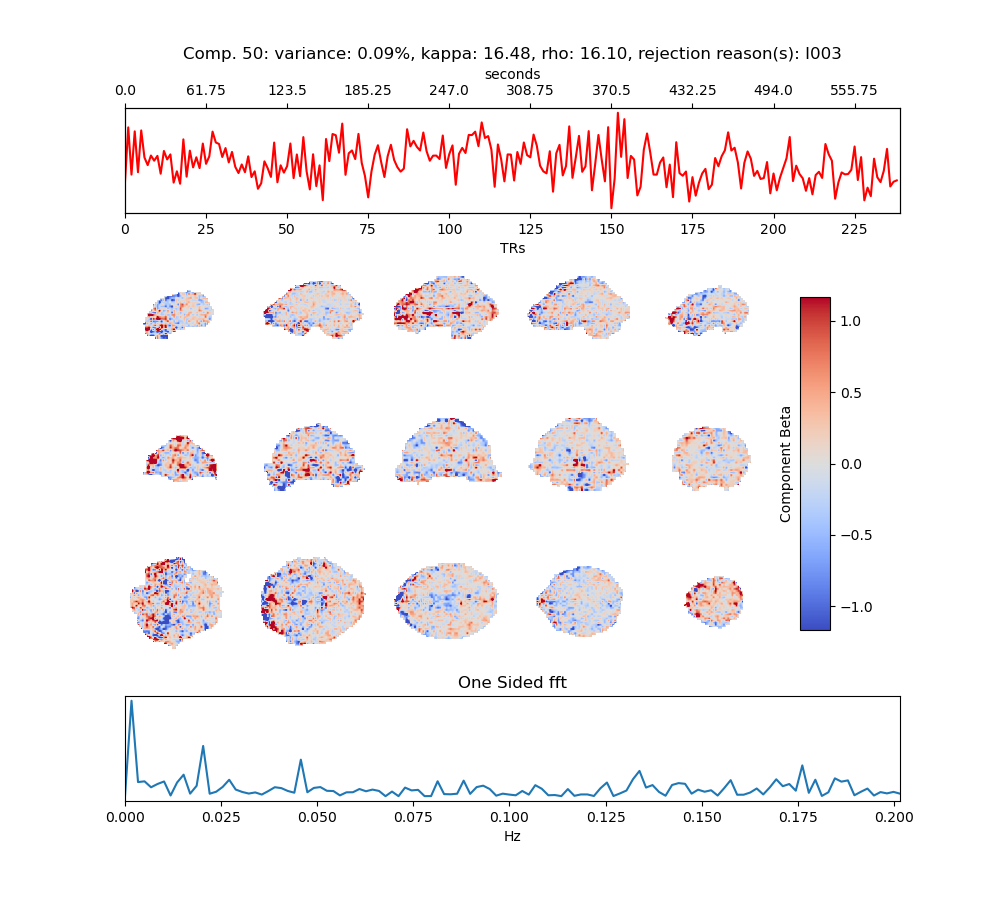 Comp. 50: variance: 0.09%, kappa: 16.48, rho: 16.10, rejection reason(s): I003
seconds
0.0 61.75 123.5 185.25 247.0 308.75 370.5 432.25 494.0 555.75
0 25 50 75 100 125 150 175 200 225
TRs
1.0
0.5
0.0
−0.5
−1.0
Component Beta
One Sided fft
0.000 0.025 0.050 0.075 0.100 0.125 0.150 0.175 0.200
Hz